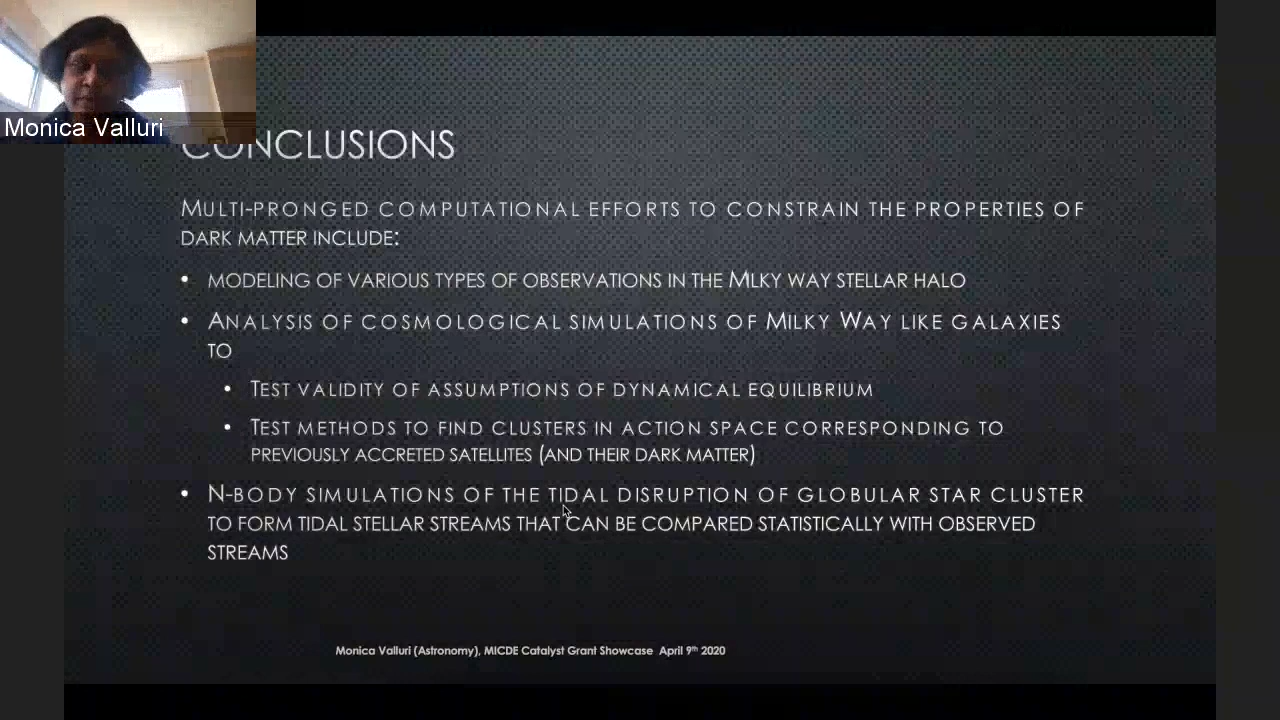 Monica Valluri
CONCLUSIONS
MULTI-PRONGED COMPUTATIONAL EFFORTS TO CONSTRAIN THE PROPERTIES OF
DARK MATTER INCLUDE:
• MODELING OF VARIOUS TYPES OF OBSERVATIONS IN THE MILKY WAY STELLAR HALO
• ANALYSIS OF COSMOLOGICAL SIMULATIONS OF MILKY WAY LIKE GALAXIES
TO
• TEST VALIDITY OF ASSUMPTIONS OF DYNAMICAL EQUILIBRIUM
• TEST METHODS TO FIND CLUSTERS IN ACTION SPACE CORRESPONDING TO
PREVIOUSLY ACCRETED SATELLITES (AND THEIR DARK MATTER)
• N-BODY SIMULATIONS OF THE TIDAL DISRUPTION OF GLOBULAR STAR CLUSTER
TO FORM TIDAL STELLAR STREAMS THAT CAN BE COMPARED STATISTICALLY WITH OBSERVED
STREAMS
Monica Valluri (Astronomy), MICDE Catalyst Grant Showcase April 9th 2020